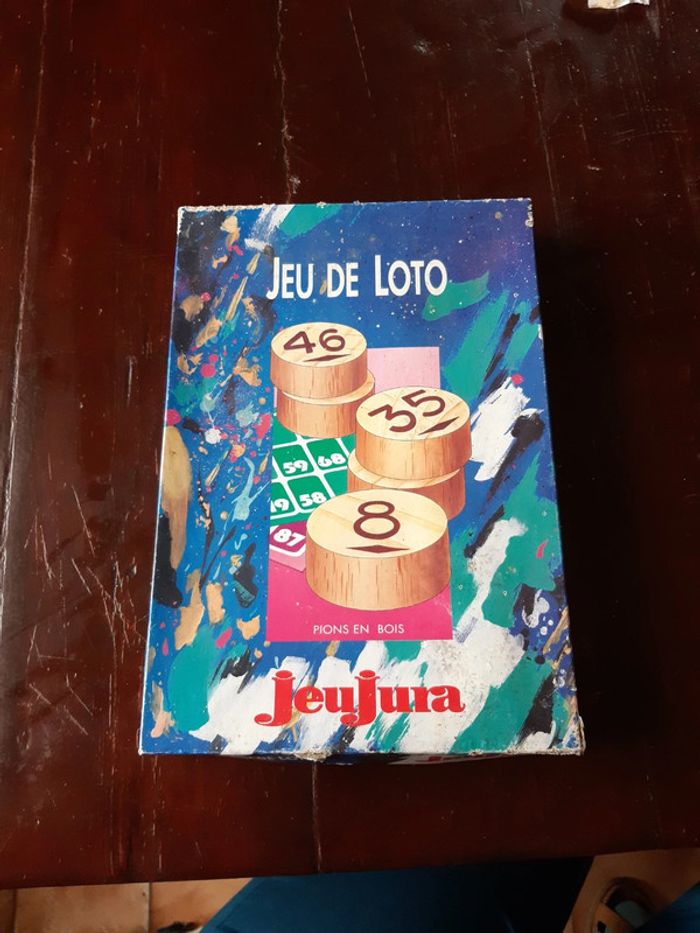 JEU DE LOTO
46
35
59 68
19 58
8
87
PIONS EN BOIS
JeuJura